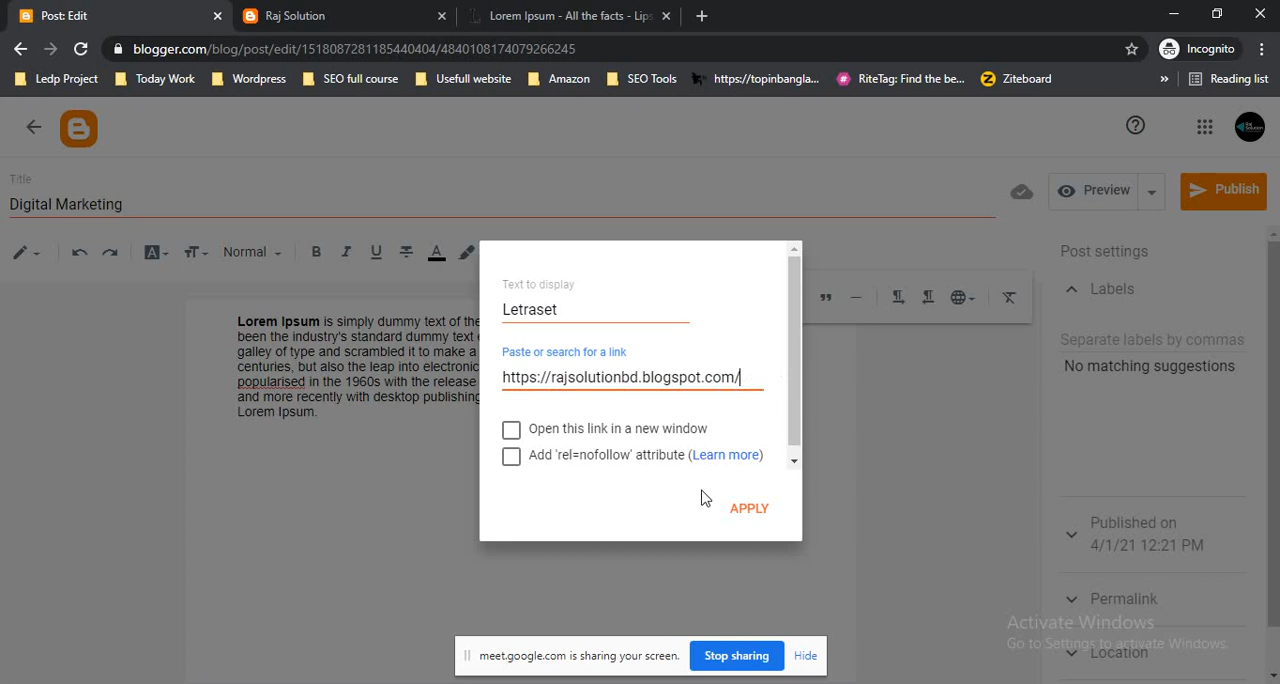 Post: Edit
Raj Solution
Lorem Ipsum - All the facts - Lips
blogger.com/blog/post/edit/1518087281185440404/4840108174079266245
Incognito
Ledp Project
Today Work
Wordpress
SEO full course
Usefull website
Amazon
SEO Tools
https://topinbangla...
RiteTag: Find the be...
Ziteboard
»
Reading list
Title
Digital Marketing
Preview
Publish
Normal
B I U A
Post settings
Labels
Separate labels by commas
No matching suggestions
Lorem Ipsum is simply dummy text of the
been the industry's standard dummy text
galley of type and scrambled it to make a
centuries, but also the leap into electronic
popularised in the 1960s with the release
and more recently with desktop publishing
Lorem Ipsum.
Text to display
Letraset
Paste or search for a link
https://rajsolutionbd.blogspot.com/
Open this link in a new window
Add 'rel=nofollow' attribute (Learn more)
APPLY
Published on
4/1/21 12:21 PM
Permalink
Location
Activate Windows
Go to Settings to activate Windows.
meet.google.com is sharing your screen.
Stop sharing
Hide